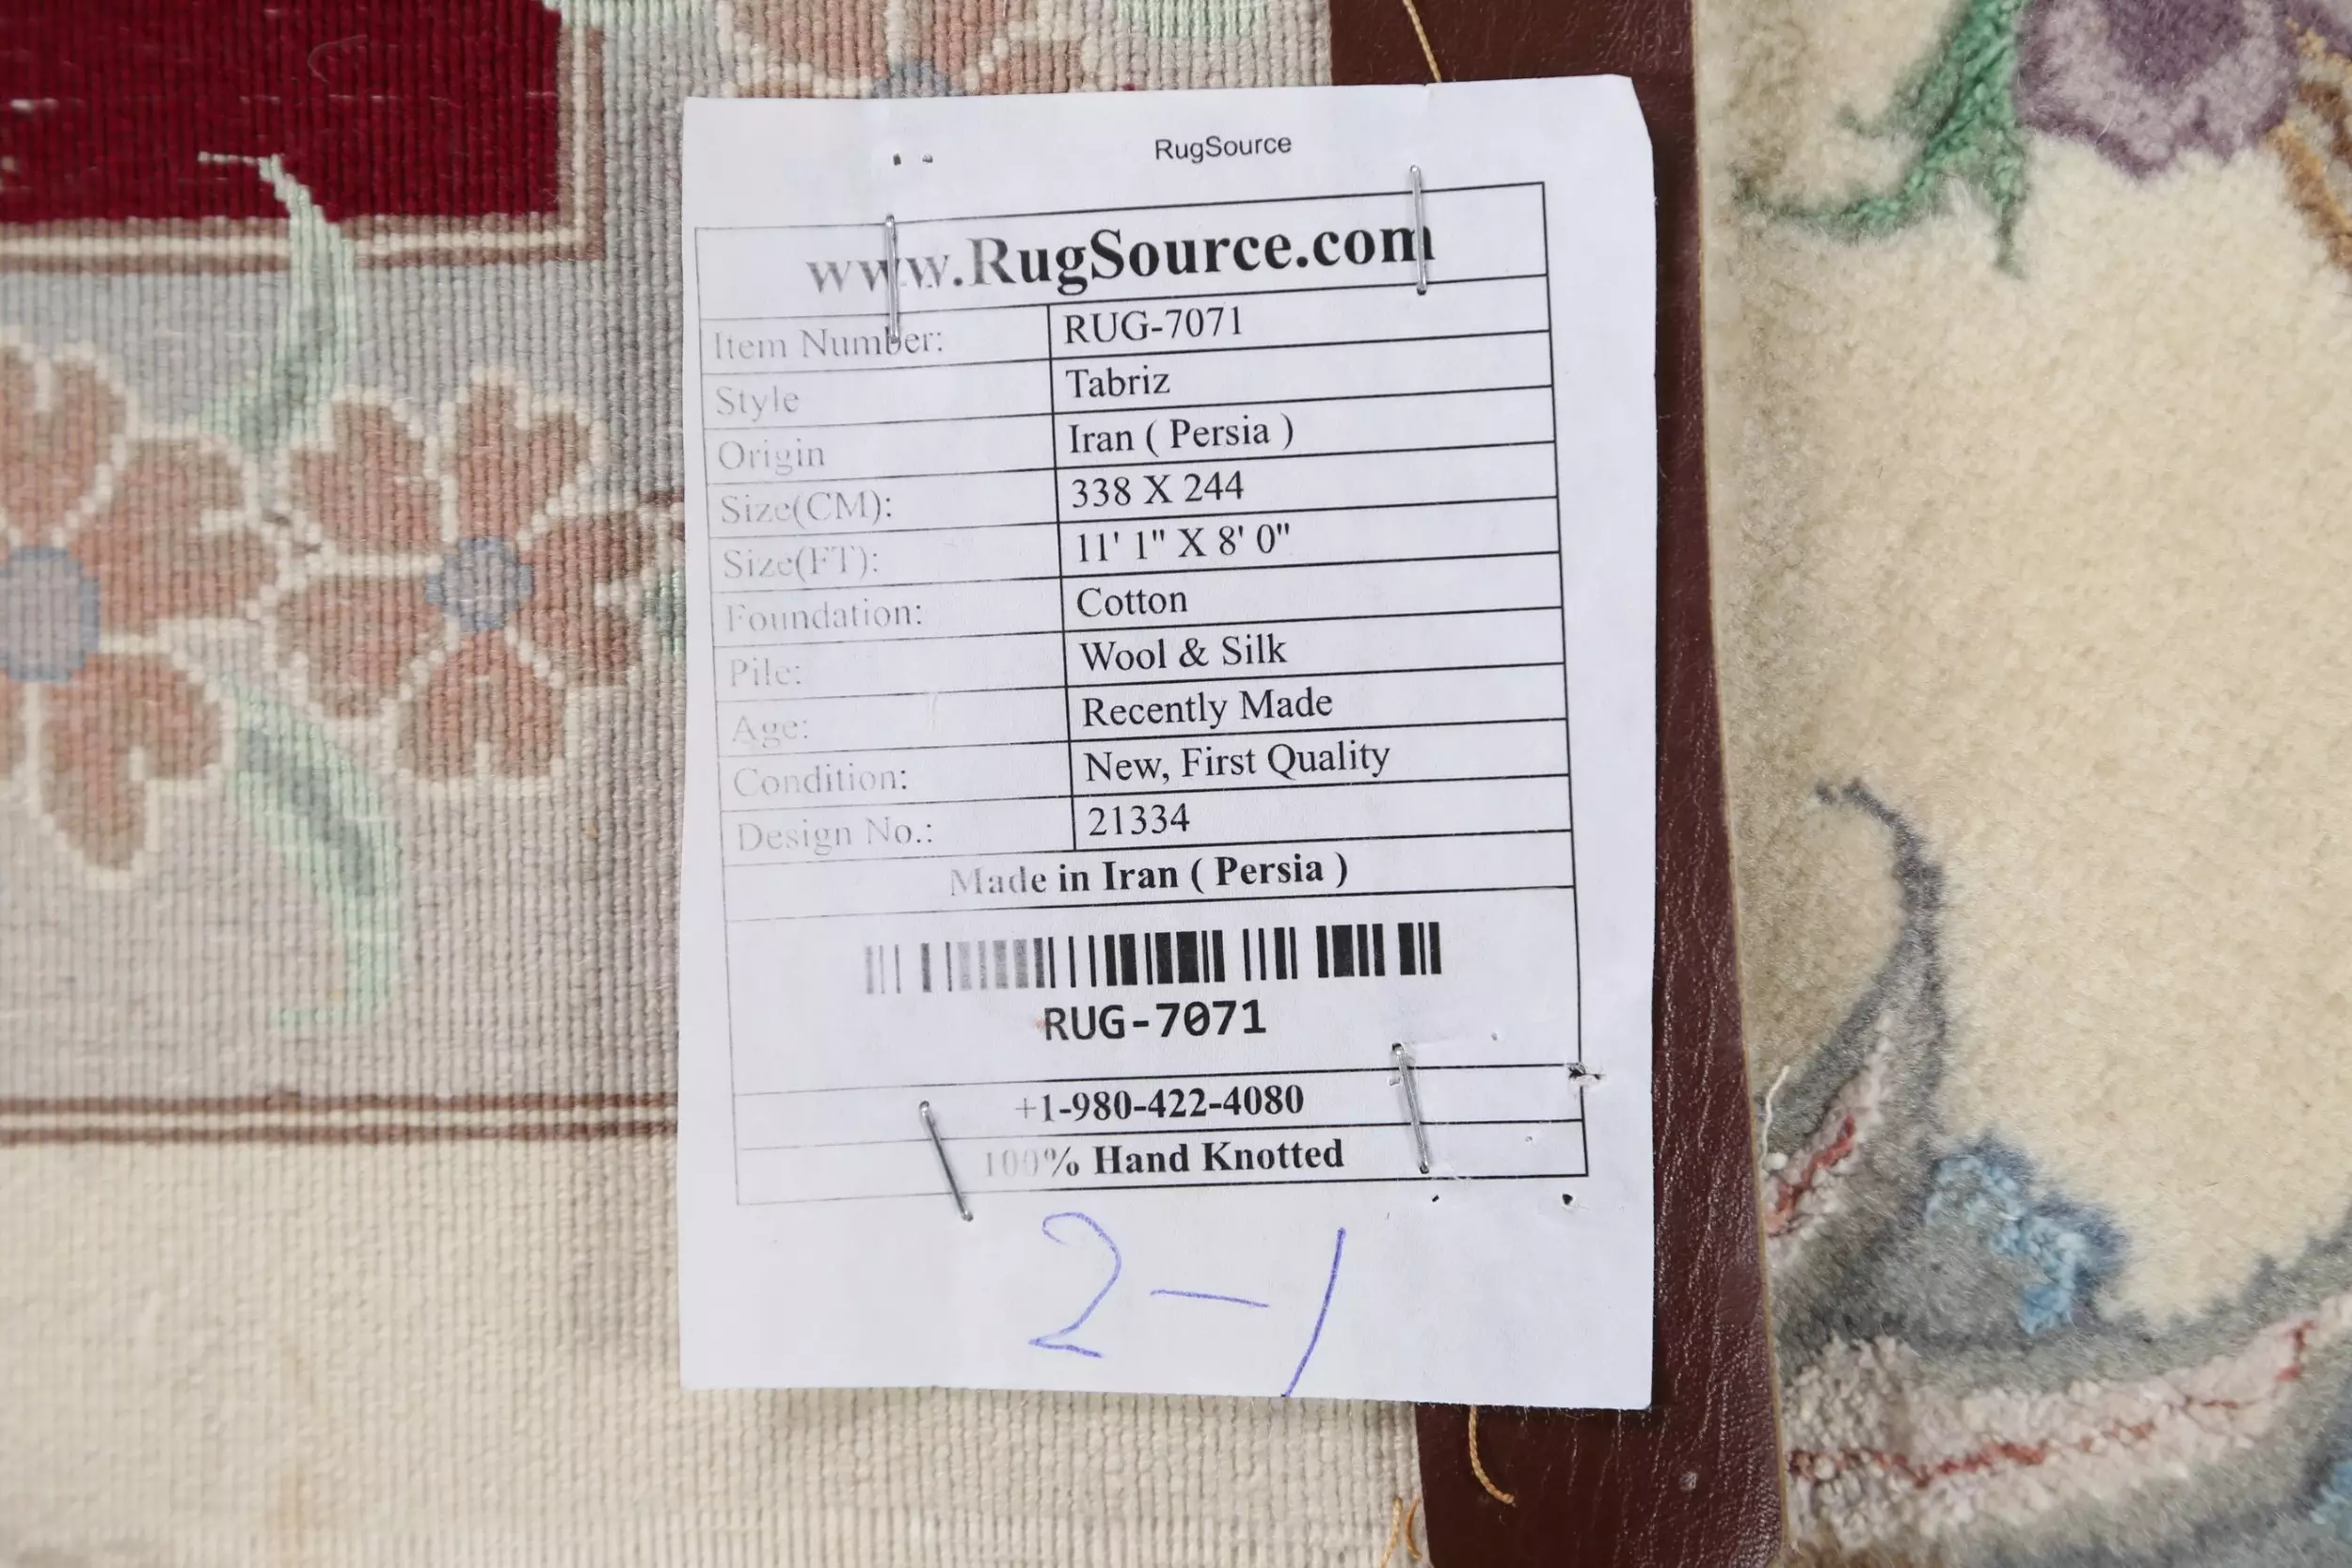 RugSource
www.RugSource.com
Item Number: RUG-7071
Style Tabriz
Origin Iran ( Persia )
Size(CM): 338 X 244
Size(FT): 11' 1" X 8' 0"
Foundation: Cotton
Pile: Wool & Silk
Age: Recently Made
Condition: New, First Quality
Design No.: 21334
Made in Iran ( Persia )
RUG-7071
+1-980-422-4080
100% Hand Knotted
2-1